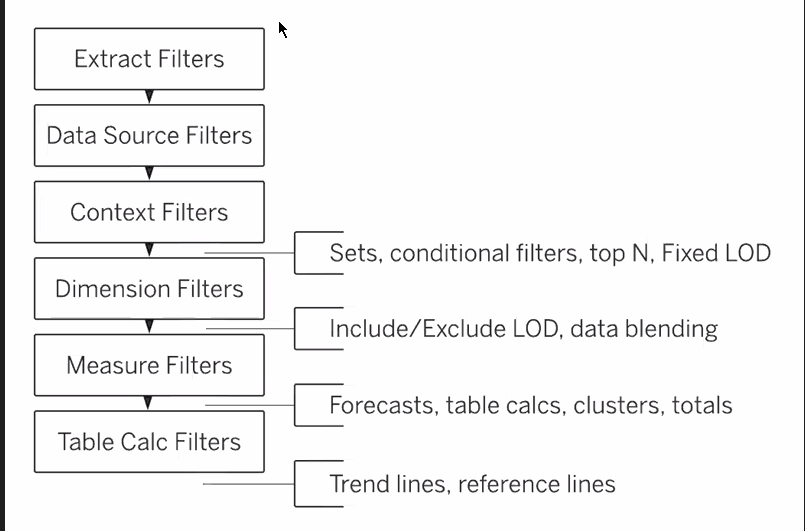 Extract Filters
Data Source Filters
Context Filters
Sets, conditional filters, top N, Fixed LOD
Dimension Filters
Include/Exclude LOD, data blending
Measure Filters
Forecasts, table calcs, clusters, totals
Table Calc Filters
Trend lines, reference lines